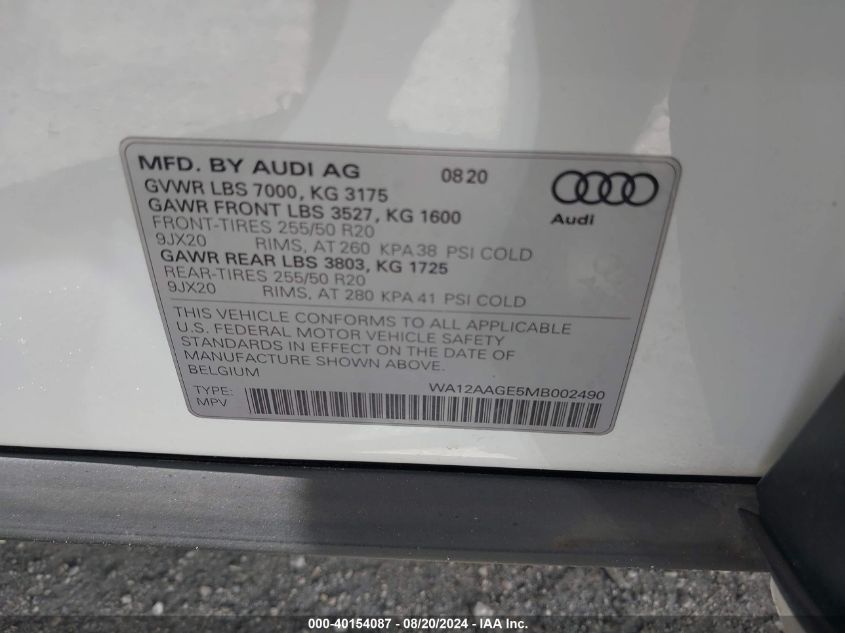 MFD. BY AUDI AG 0820
GVWR LBS 7000, KG 3175
GAWR FRONT LBS 3527, KG 1600
FRONT-TIRES 255/50 R20
9JX20 RIMS, AT 260 KPA 38 PSI COLD
GAWR REAR LBS 3803, KG 1725
REAR-TIRES 255/50 R20
9JX20 RIMS, AT 280 KPA 41 PSI COLD
Audi
THIS VEHICLE CONFORMS TO ALL APPLICABLE
U.S. FEDERAL MOTOR VEHICLE SAFETY
STANDARDS IN EFFECT ON THE DATE OF
MANUFACTURE SHOWN ABOVE.
BELGIUM
WA12AAGE5MB002490
TYPE:
MPV
000-40154087 - 08/20/2024 - IAA Inc.